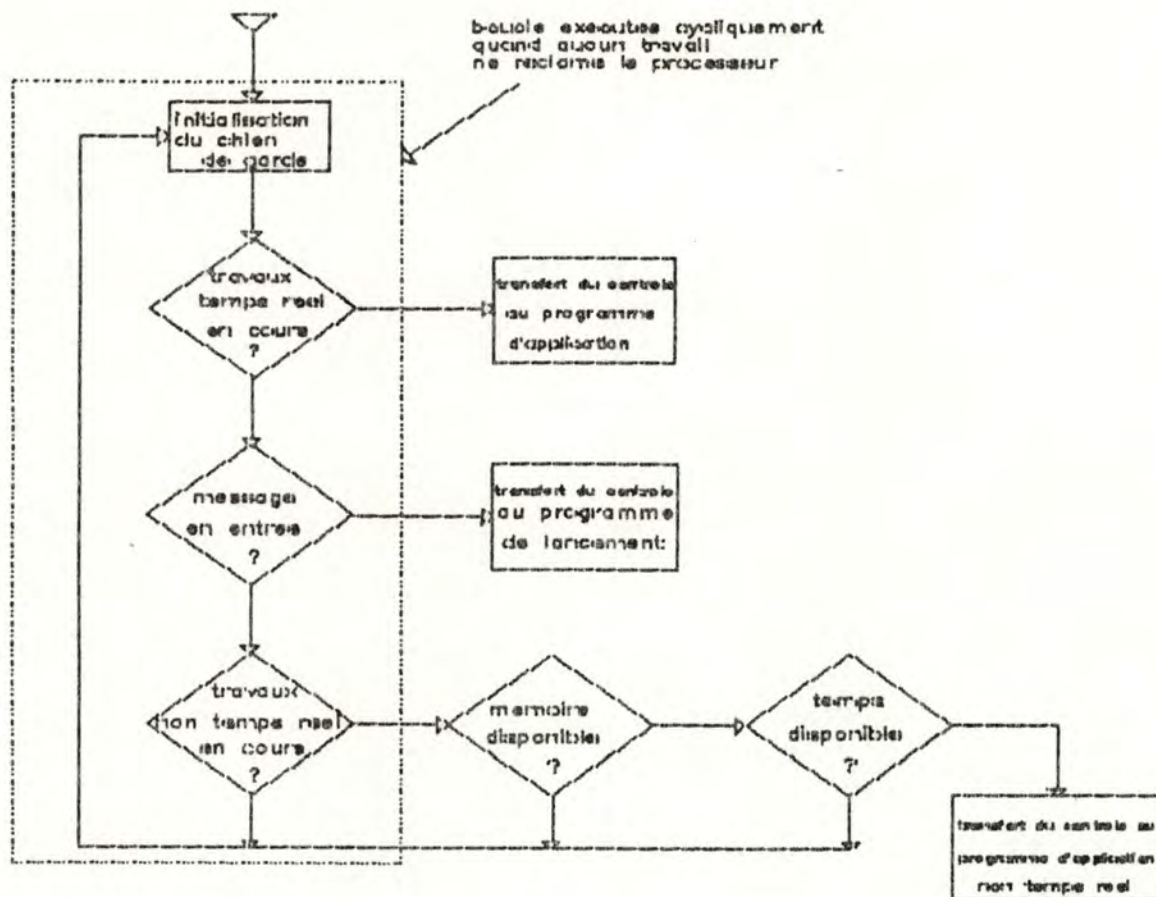 boucle executee cycliquement
quand aucun travail
ne reclame le processeur
initialisation
du chien
de garde
travaux
temps reel
en cours
?
transfert du controle
au programme
d'application
message
en entree
?
transfert du controle
au programme
de lancement
travaux
non temps reel
en cours
?
memoire
disponible
?
temps
disponible
?
transfert du controle au
programme d'application
non temps reel